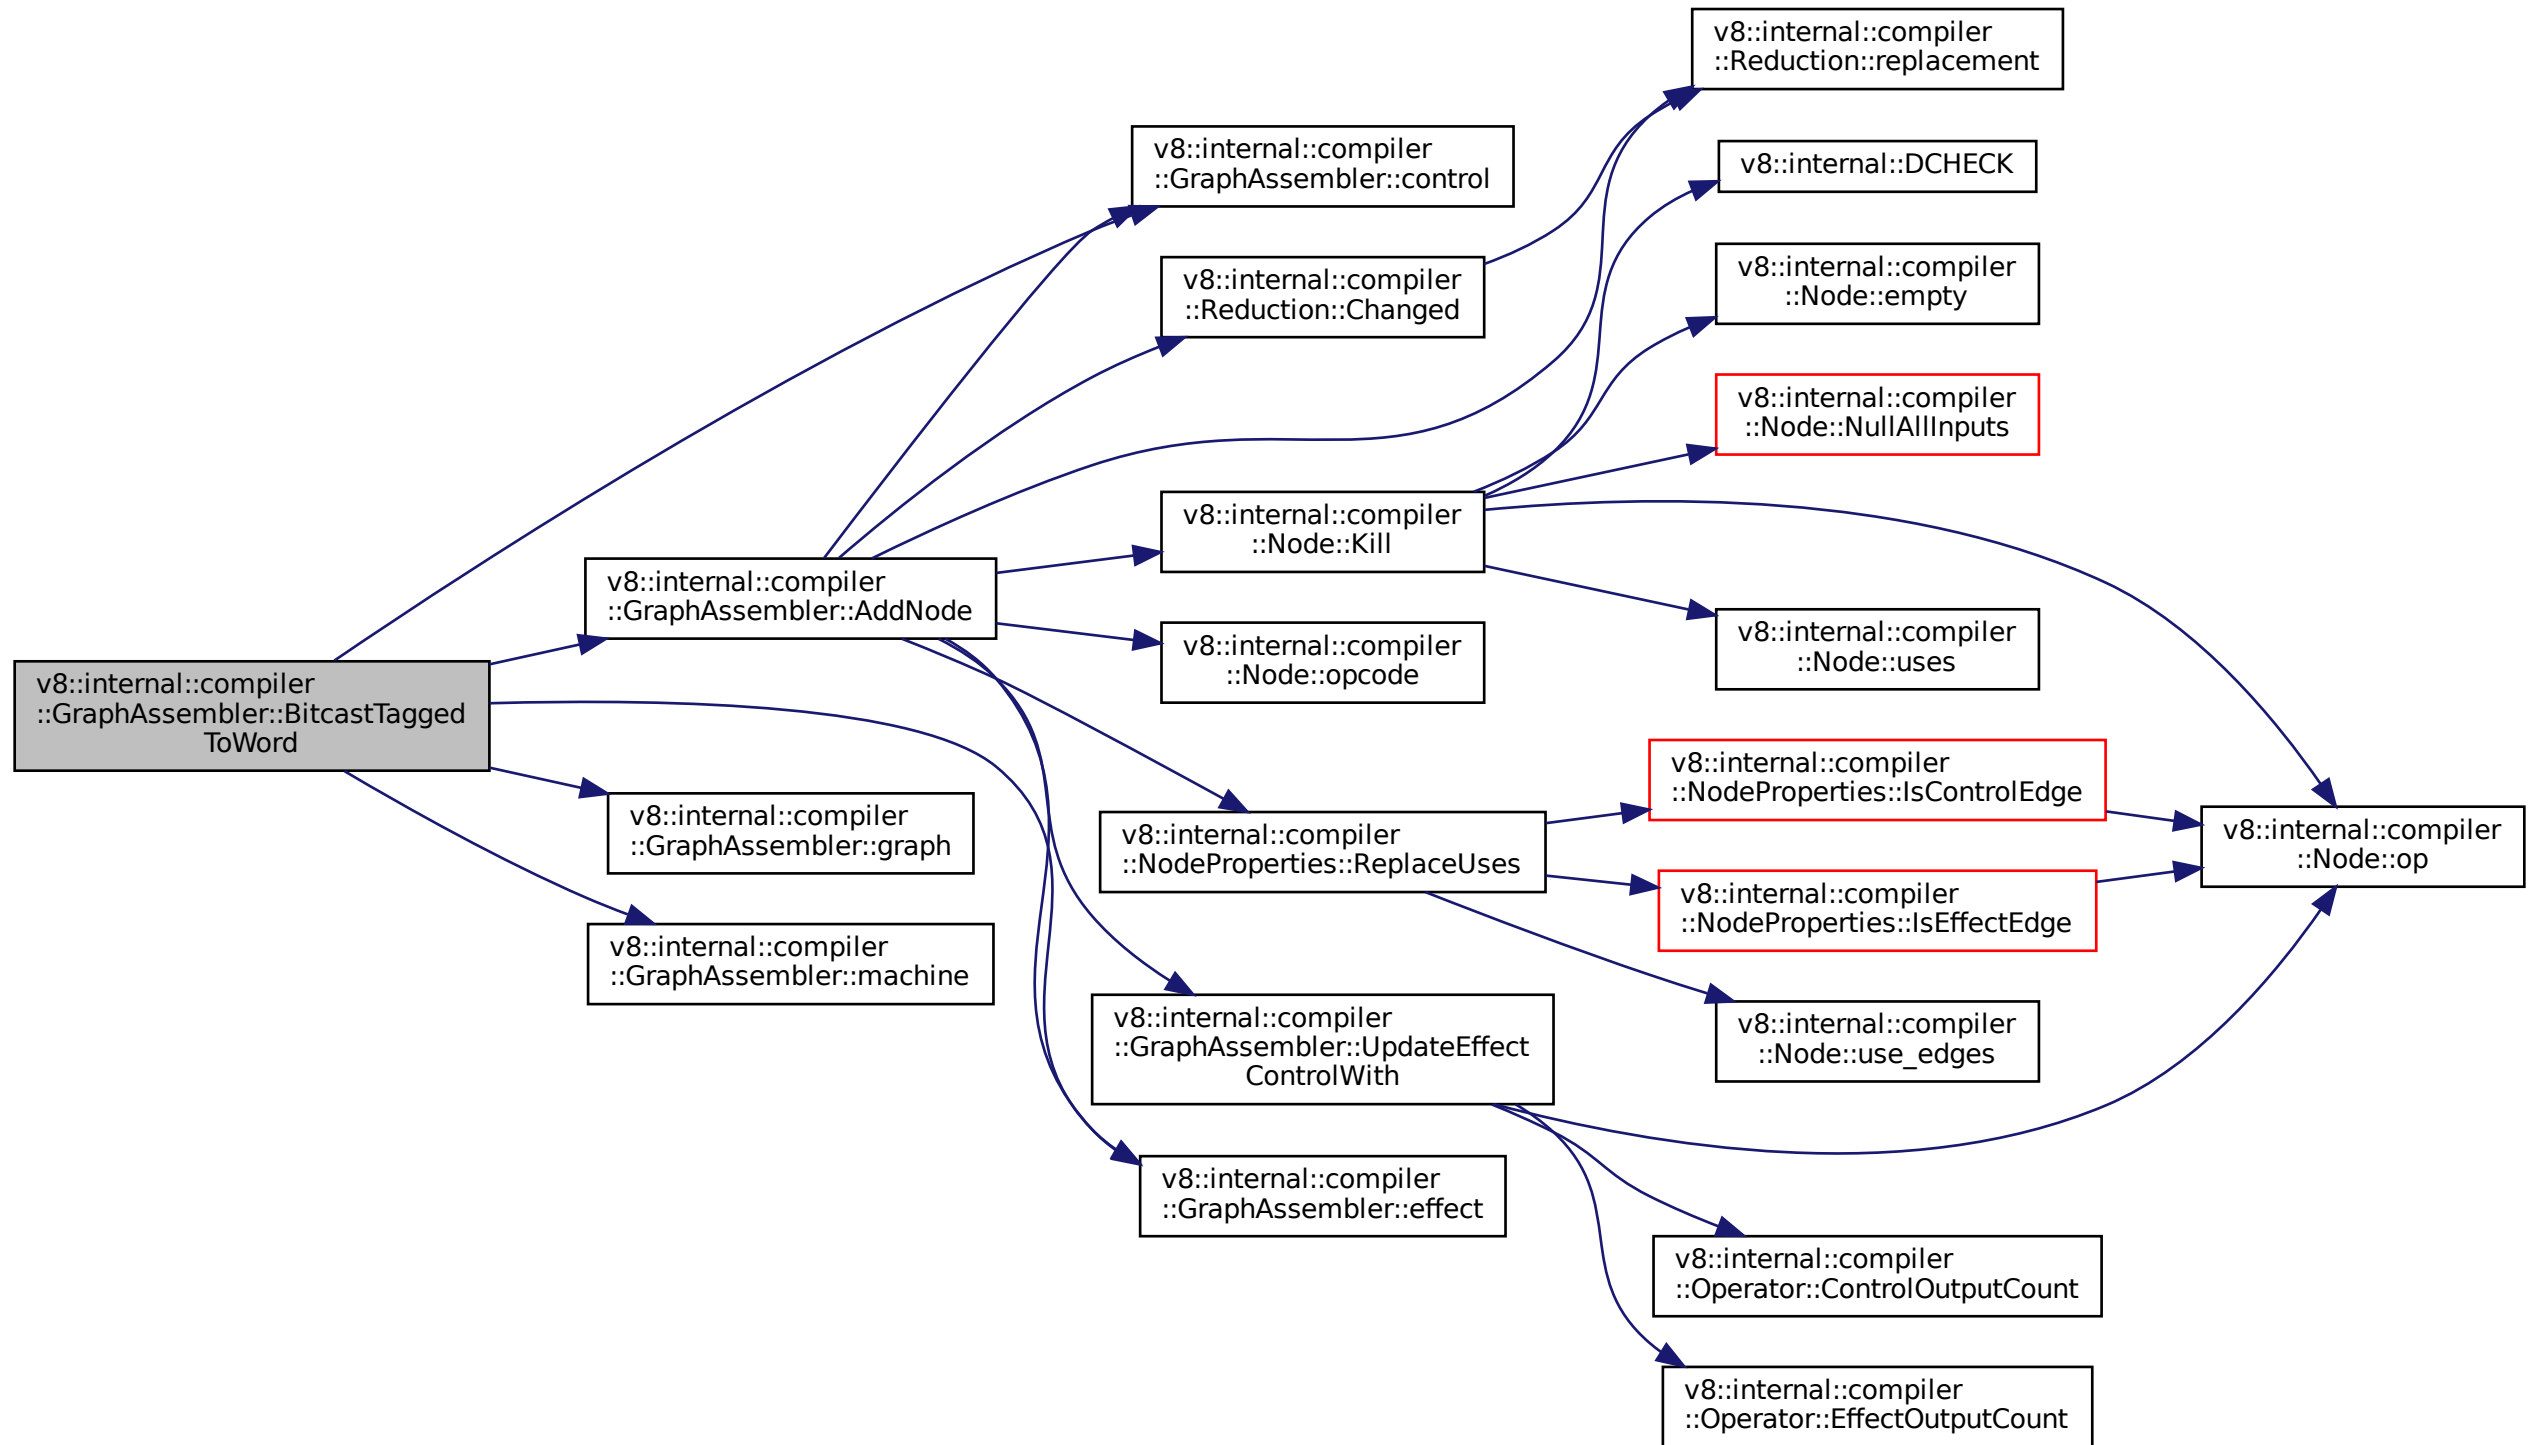 v8::internal::compiler
::Reduction::replacement
v8::internal::compiler
::GraphAssembler::control
v8::internal::DCHECK
v8::internal::compiler
::Node::empty
v8::internal::compiler
::Reduction::Changed
v8::internal::compiler
::Node::NullAllInputs
v8::internal::compiler
::Node::Kill
v8::internal::compiler
::GraphAssembler::AddNode
v8::internal::compiler
::Node::uses
v8::internal::compiler
::Node::opcode
v8::internal::compiler
::GraphAssembler::BitcastTagged
ToWord
v8::internal::compiler
::NodeProperties::IsControlEdge
v8::internal::compiler
::GraphAssembler::graph
v8::internal::compiler
::NodeProperties::ReplaceUses
v8::internal::compiler
::Node::op
v8::internal::compiler
::NodeProperties::IsEffectEdge
v8::internal::compiler
::GraphAssembler::machine
v8::internal::compiler
::GraphAssembler::UpdateEffect
ControlWith
v8::internal::compiler
::Node::use_edges
v8::internal::compiler
::GraphAssembler::effect
v8::internal::compiler
::Operator::ControlOutputCount
v8::internal::compiler
::Operator::EffectOutputCount